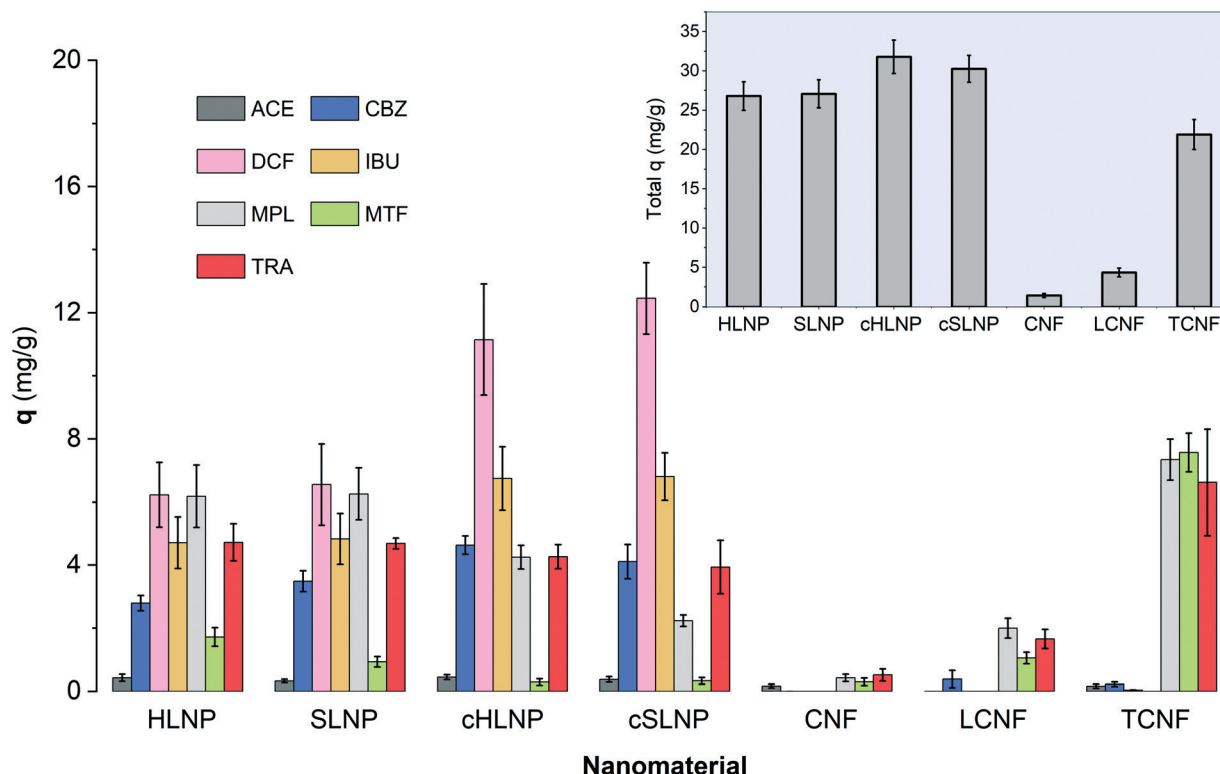 20
16
12
8
4
0
q (mg/g)
ACE
CBZ
DCF
IBU
MPL
MTF
TRA
HLNP
SLNP
cHLNP
cSLNP
CNF
LCNF
TCNF
Nanomaterial
35
30
25
20
15
10
5
0
Total q (mg/g)
HLNP
SLNP
cHLNP
cSLNP
CNF
LCNF
TCNF